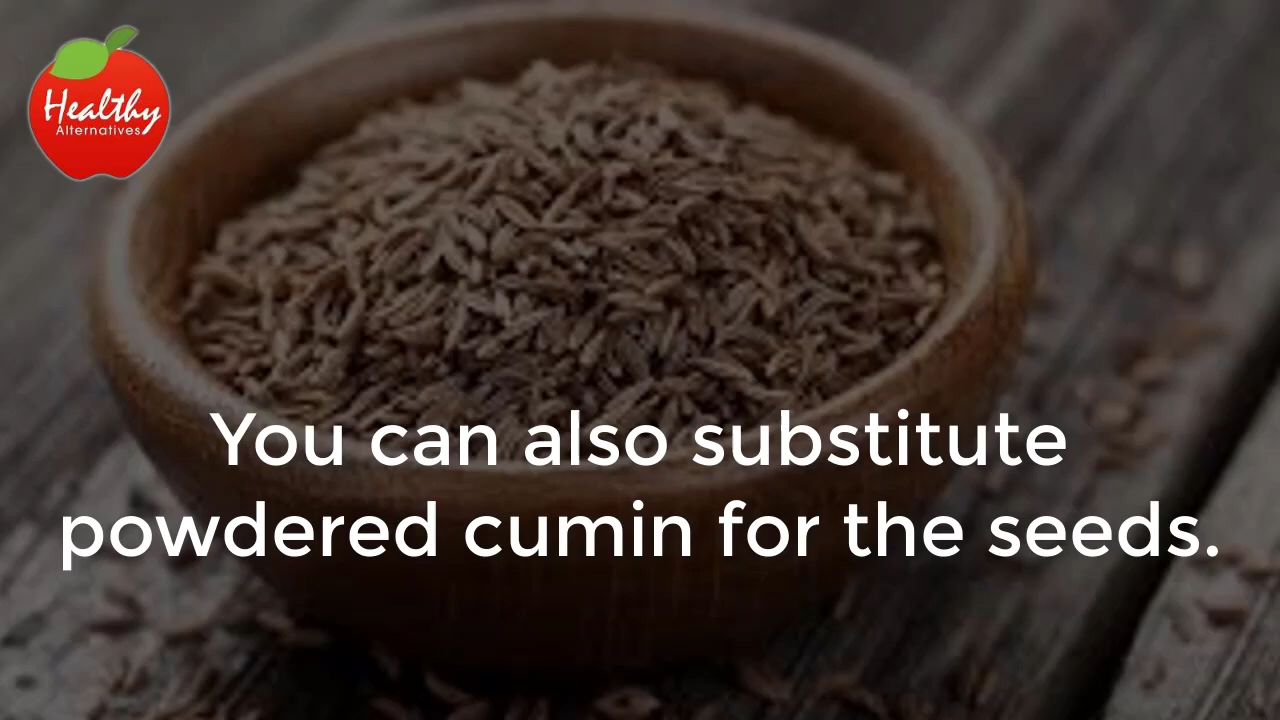 Healthy
Alternatives
You can also substitute
powdered cumin for the seeds.